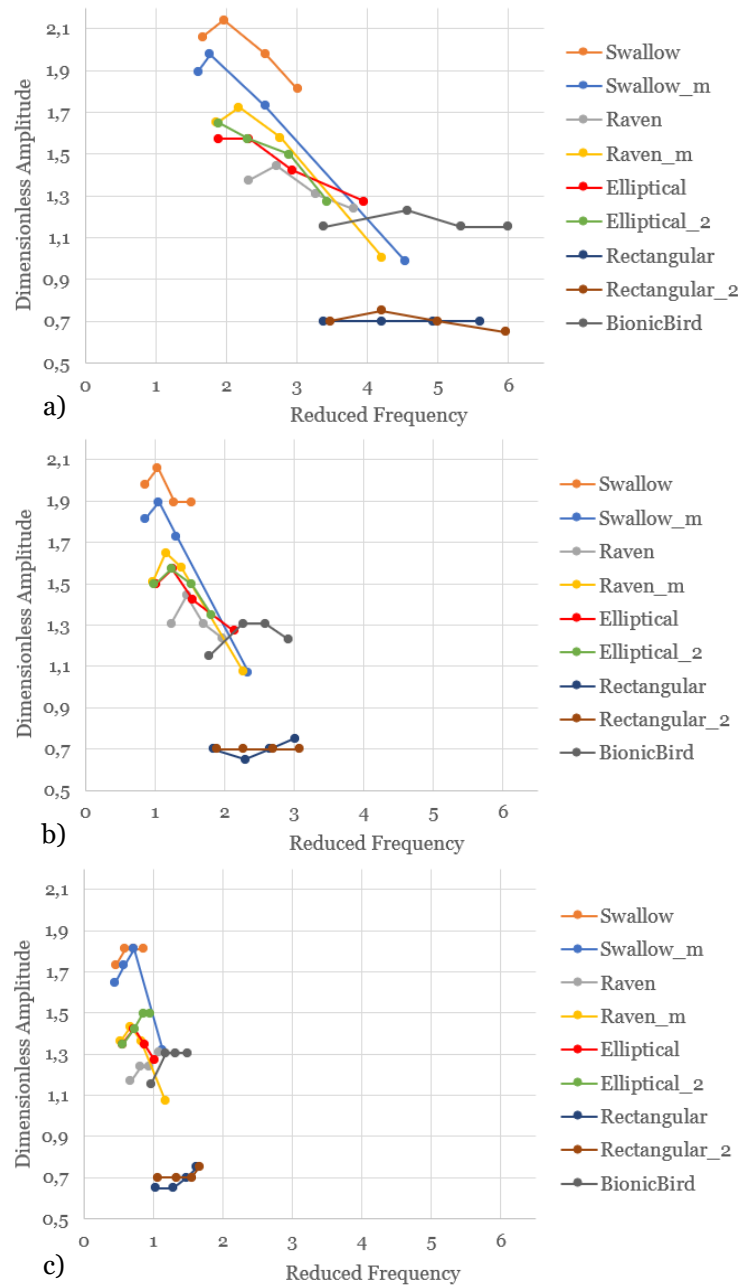 2,1
1,9
1,7
1,5
1,3
1,1
0,9
0,7
0,5
Dimensionless Amplitude
0 1 2 3 4 5 6
Reduced Frequency
a)
Swallow
Swallow_m
Raven
Raven_m
Elliptical
Elliptical_2
Rectangular
Rectangular_2
BionicBird
2,1
1,9
1,7
1,5
1,3
1,1
0,9
0,7
0,5
Dimensionless Amplitude
0 1 2 3 4 5 6
Reduced Frequency
b)
Swallow
Swallow_m
Raven
Raven_m
Elliptical
Elliptical_2
Rectangular
Rectangular_2
BionicBird
2,1
1,9
1,7
1,5
1,3
1,1
0,9
0,7
0,5
Dimensionless Amplitude
0 1 2 3 4 5 6
Reduced Frequency
c)
Swallow
Swallow_m
Raven
Raven_m
Elliptical
Elliptical_2
Rectangular
Rectangular_2
BionicBird